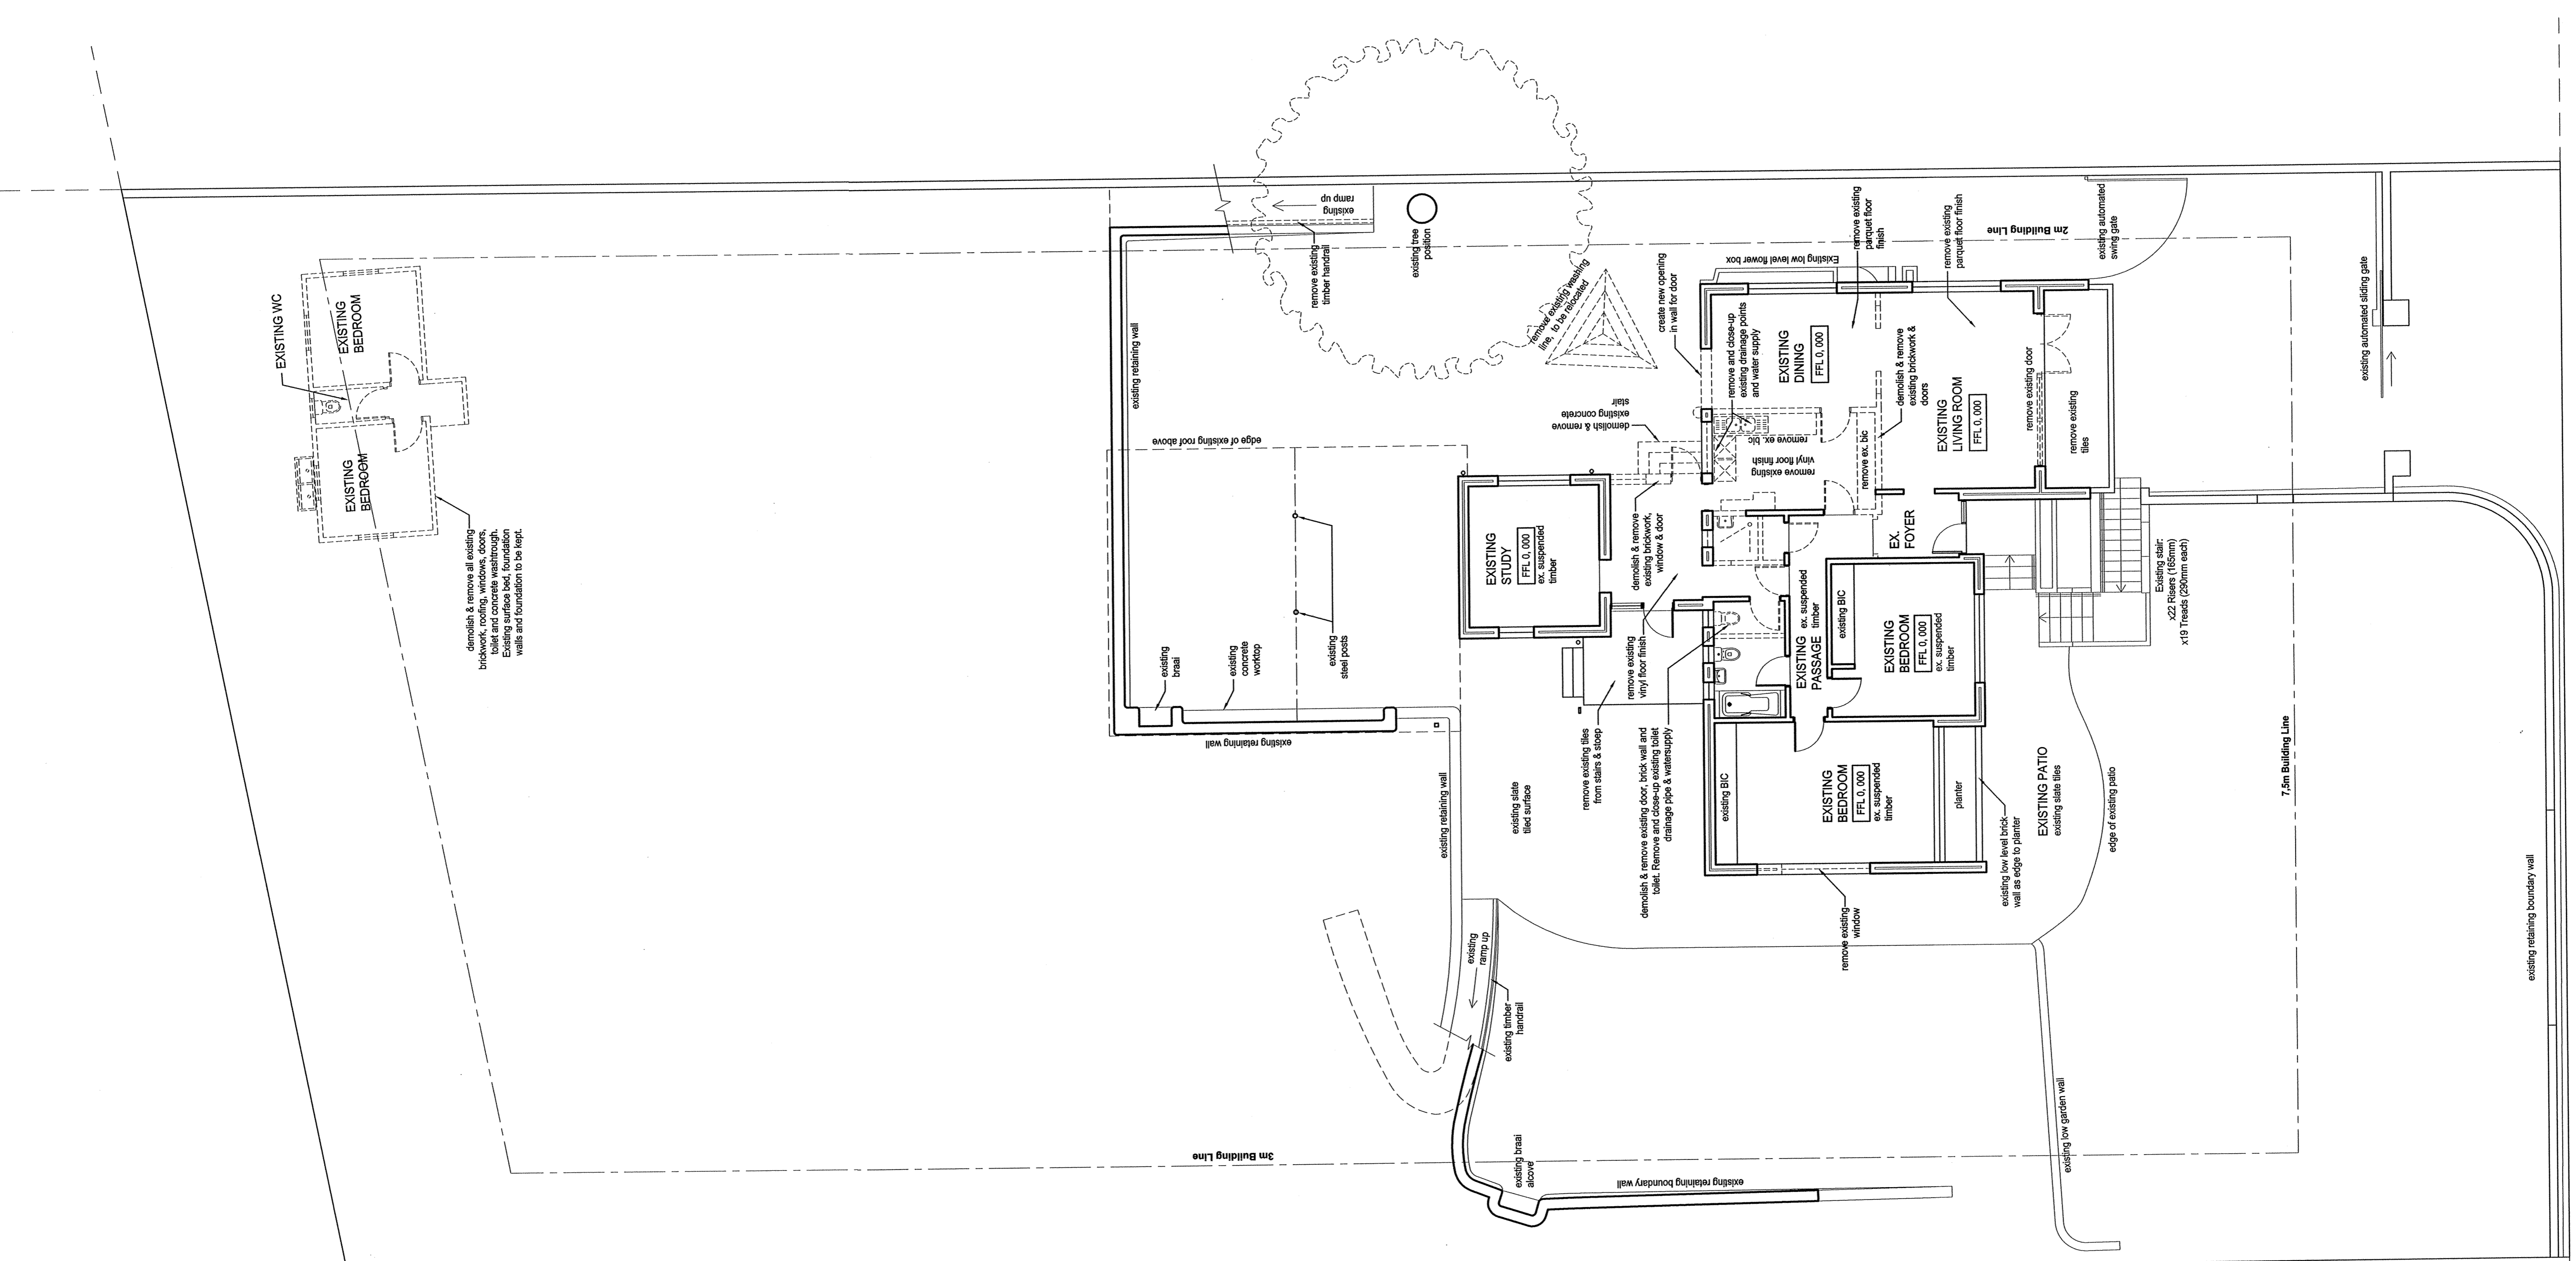 EXISTING WC
EXISTING
BEDROOM
EXISTING
BEDROOM
demolish & remove all existing
brickwork, roofing, windows, doors,
toilet and concrete washtrough.
Existing surface bed, foundation
walls and foundation to be kept.
existing retaining wall
edge of existing roof above
existing
steel posts
existing
braai
existing
concrete
worktop
existing retaining wall
3m Building Line
existing
ramp up
remove existing
timber handrail
existing tree
position
remove existing washing
line, to be relocated
existing retaining wall
existing slate
tiled surface
existing
ramp up
existing timber
handrail
existing braai
alcove
existing retaining boundary wall
EXISTING
STUDY
FFL 0, 000
ex. suspended
timber
demolish & remove
existing concrete
stair
create new opening
in wall for door
Existing low level flower box
remove and close-up
existing drainage points
and water supply
demolish & remove
existing brickwork,
window & door
remove existing
vinyl floor finish
remove existing tiles
from stairs & stoep
demolish & remove existing door, brick wall and
toilet. Remove and close-up existing toilet
drainage pipe & watersupply
EXISTING
DINING
FFL 0, 000
remove ex. bic
remove existing
vinyl floor finish
remove ex. bic
remove existing
parquet floor
finish
demolish & remove
existing brickwork &
doors
EXISTING
LIVING ROOM
FFL 0, 000
remove existing
parquet floor finish
remove existing door
remove existing
tiles
2m Building Line
existing automated
swing gate
existing automated sliding gate
EX.
FOYER
EXISTING
PASSAGE
ex. suspended
timber
existing BIC
EXISTING
BEDROOM
FFL 0, 000
ex. suspended
timber
existing BIC
EXISTING
BEDROOM
FFL 0, 000
ex. suspended
timber
planter
remove existing
window
existing low level brick
wall as edge to planter
EXISTING PATIO
existing slate tiles
edge of existing patio
existing low garden wall
Existing stair:
x22 Risers (165mm)
x19 Treads (290mm each)
7,5m Building Line
existing retaining boundary wall